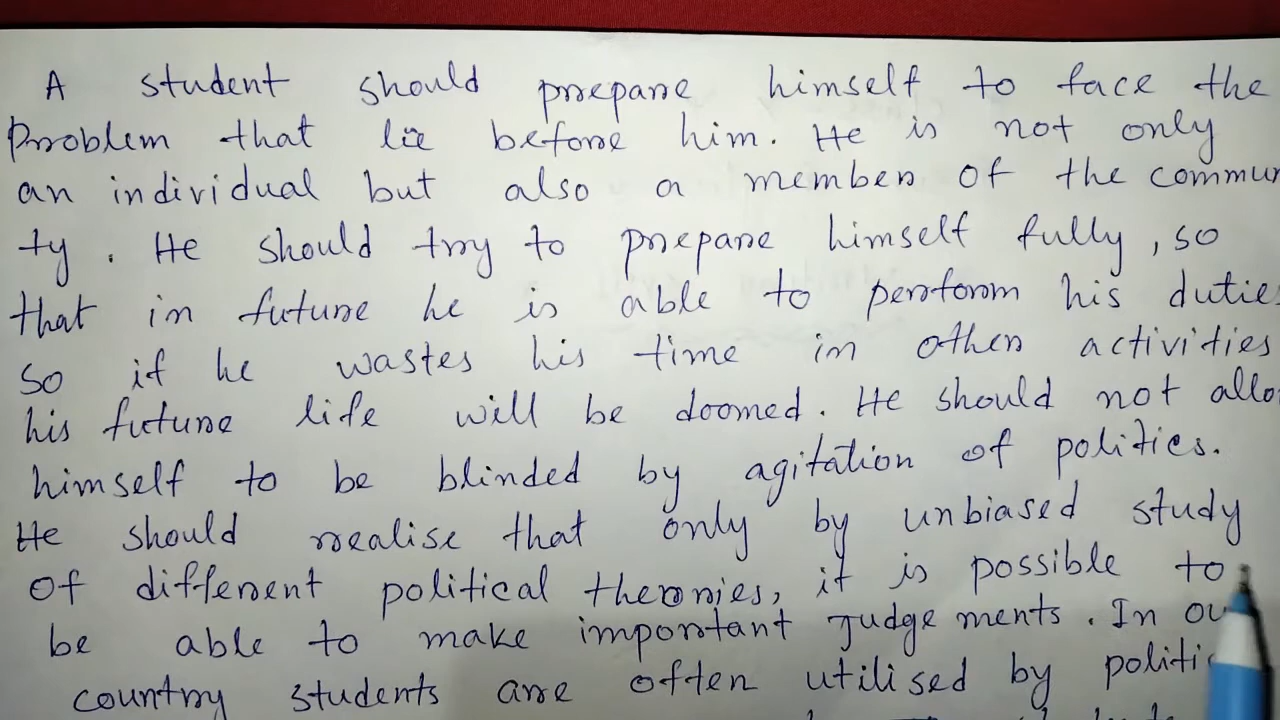 A student should prepare himself to face the
Problem that lie before him. He is not only
an individual but also a member of the commun
ty. He should try to prepare himself fully, so
that in future he is able to perform his dutie
so if he wastes his time in other activities
his future life will be doomed. He should not allo
himself to be blinded by agitation of politics.
He should realise that only by unbiased study
of different political theories, it is possible to
be able to make important Judge ments. In ou
country students are often utilised by politi